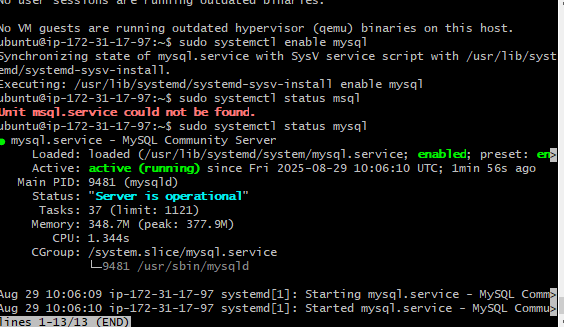 No user sessions are running outdated binaries.
No VM guests are running outdated hypervisor (qemu) binaries on this host.
ubuntu@ip-172-31-17-97:~$ sudo systemctl enable mysql
Synchronizing state of mysql.service with SysV service script with /usr/lib/syst
emd/systemd-sysv-install.
Executing: /usr/lib/systemd/systemd-sysv-install enable mysql
ubuntu@ip-172-31-17-97:~$ sudo systemctl status msql
Unit msql.service could not be found.
ubuntu@ip-172-31-17-97:~$ sudo systemctl status mysql
● mysql.service - MySQL Community Server
Loaded: loaded (/usr/lib/systemd/system/mysql.service; enabled; preset: en>
Active: active (running) since Fri 2025-08-29 10:06:10 UTC; 1min 56s ago
Main PID: 9481 (mysqld)
Status: "Server is operational"
Tasks: 37 (limit: 1121)
Memory: 348.7M (peak: 377.9M)
CPU: 1.344s
CGroup: /system.slice/mysql.service
└─9481 /usr/sbin/mysqld
Aug 29 10:06:09 ip-172-31-17-97 systemd[1]: Starting mysql.service - MySQL Comm>
Aug 29 10:06:10 ip-172-31-17-97 systemd[1]: Started mysql.service - MySQL Commu>
lines 1-13/13 (END)